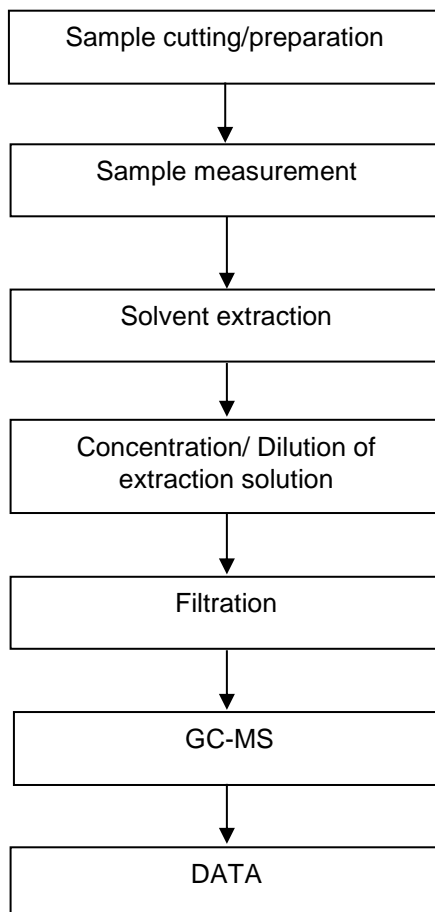 Sample cutting/preparation
Sample measurement
Solvent extraction
Concentration/ Dilution of
extraction solution
Filtration
GC-MS
DATA